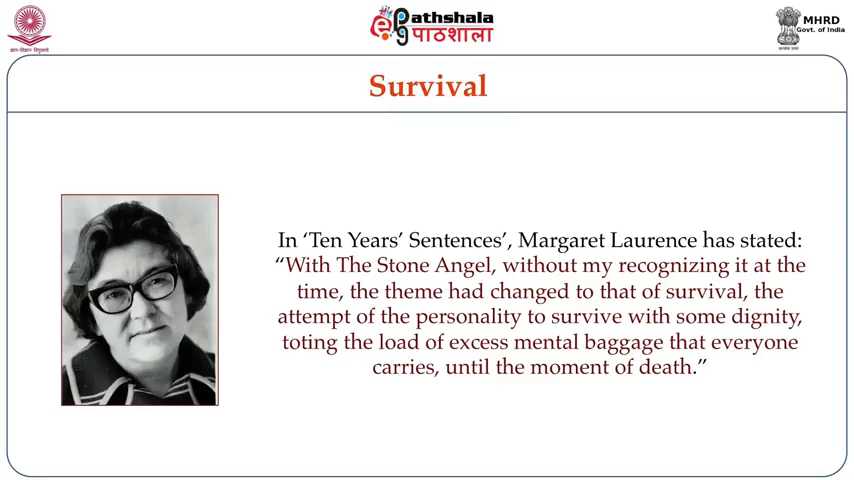 ePathshala
पाठशाला
MHRD
Govt. of India
Survival
In ‘Ten Years’ Sentences’, Margaret Laurence has stated:
“With The Stone Angel, without my recognizing it at the
time, the theme had changed to that of survival, the
attempt of the personality to survive with some dignity,
toting the load of excess mental baggage that everyone
carries, until the moment of death.”